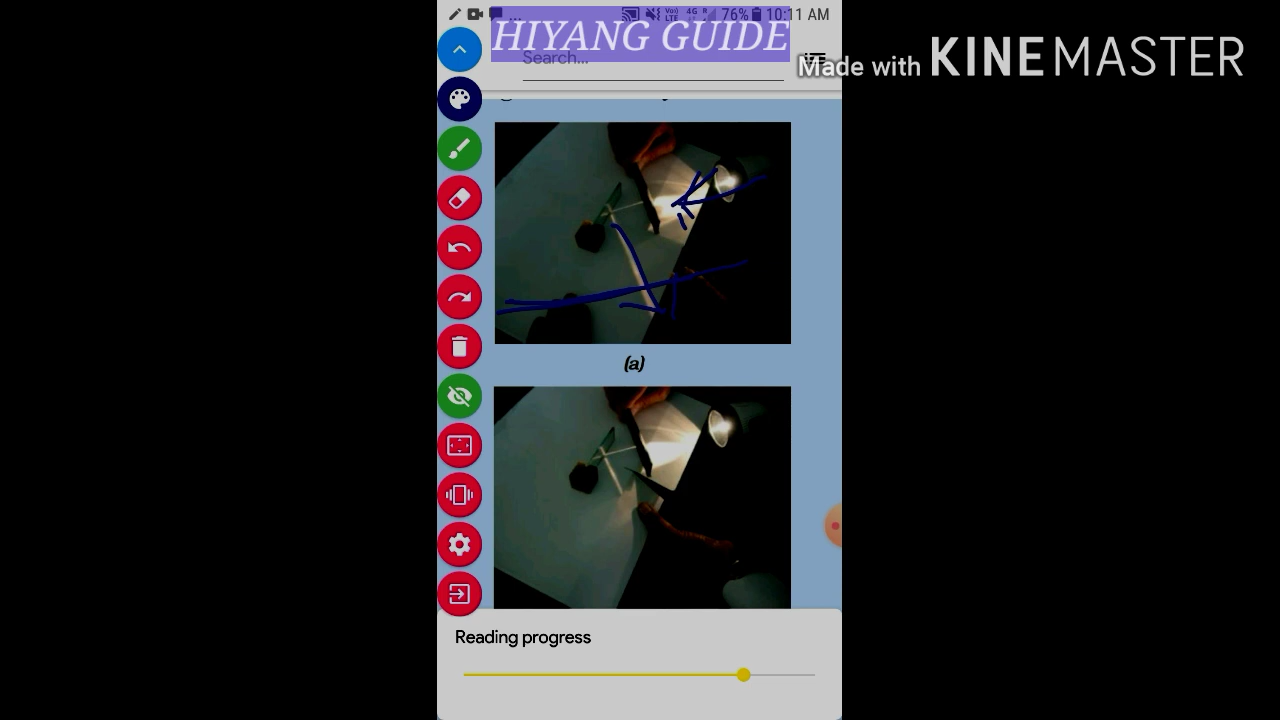 76% 10:11 AM
HIYANG GUIDE
Search...
Made with KINEMASTER
(a)
Reading progress